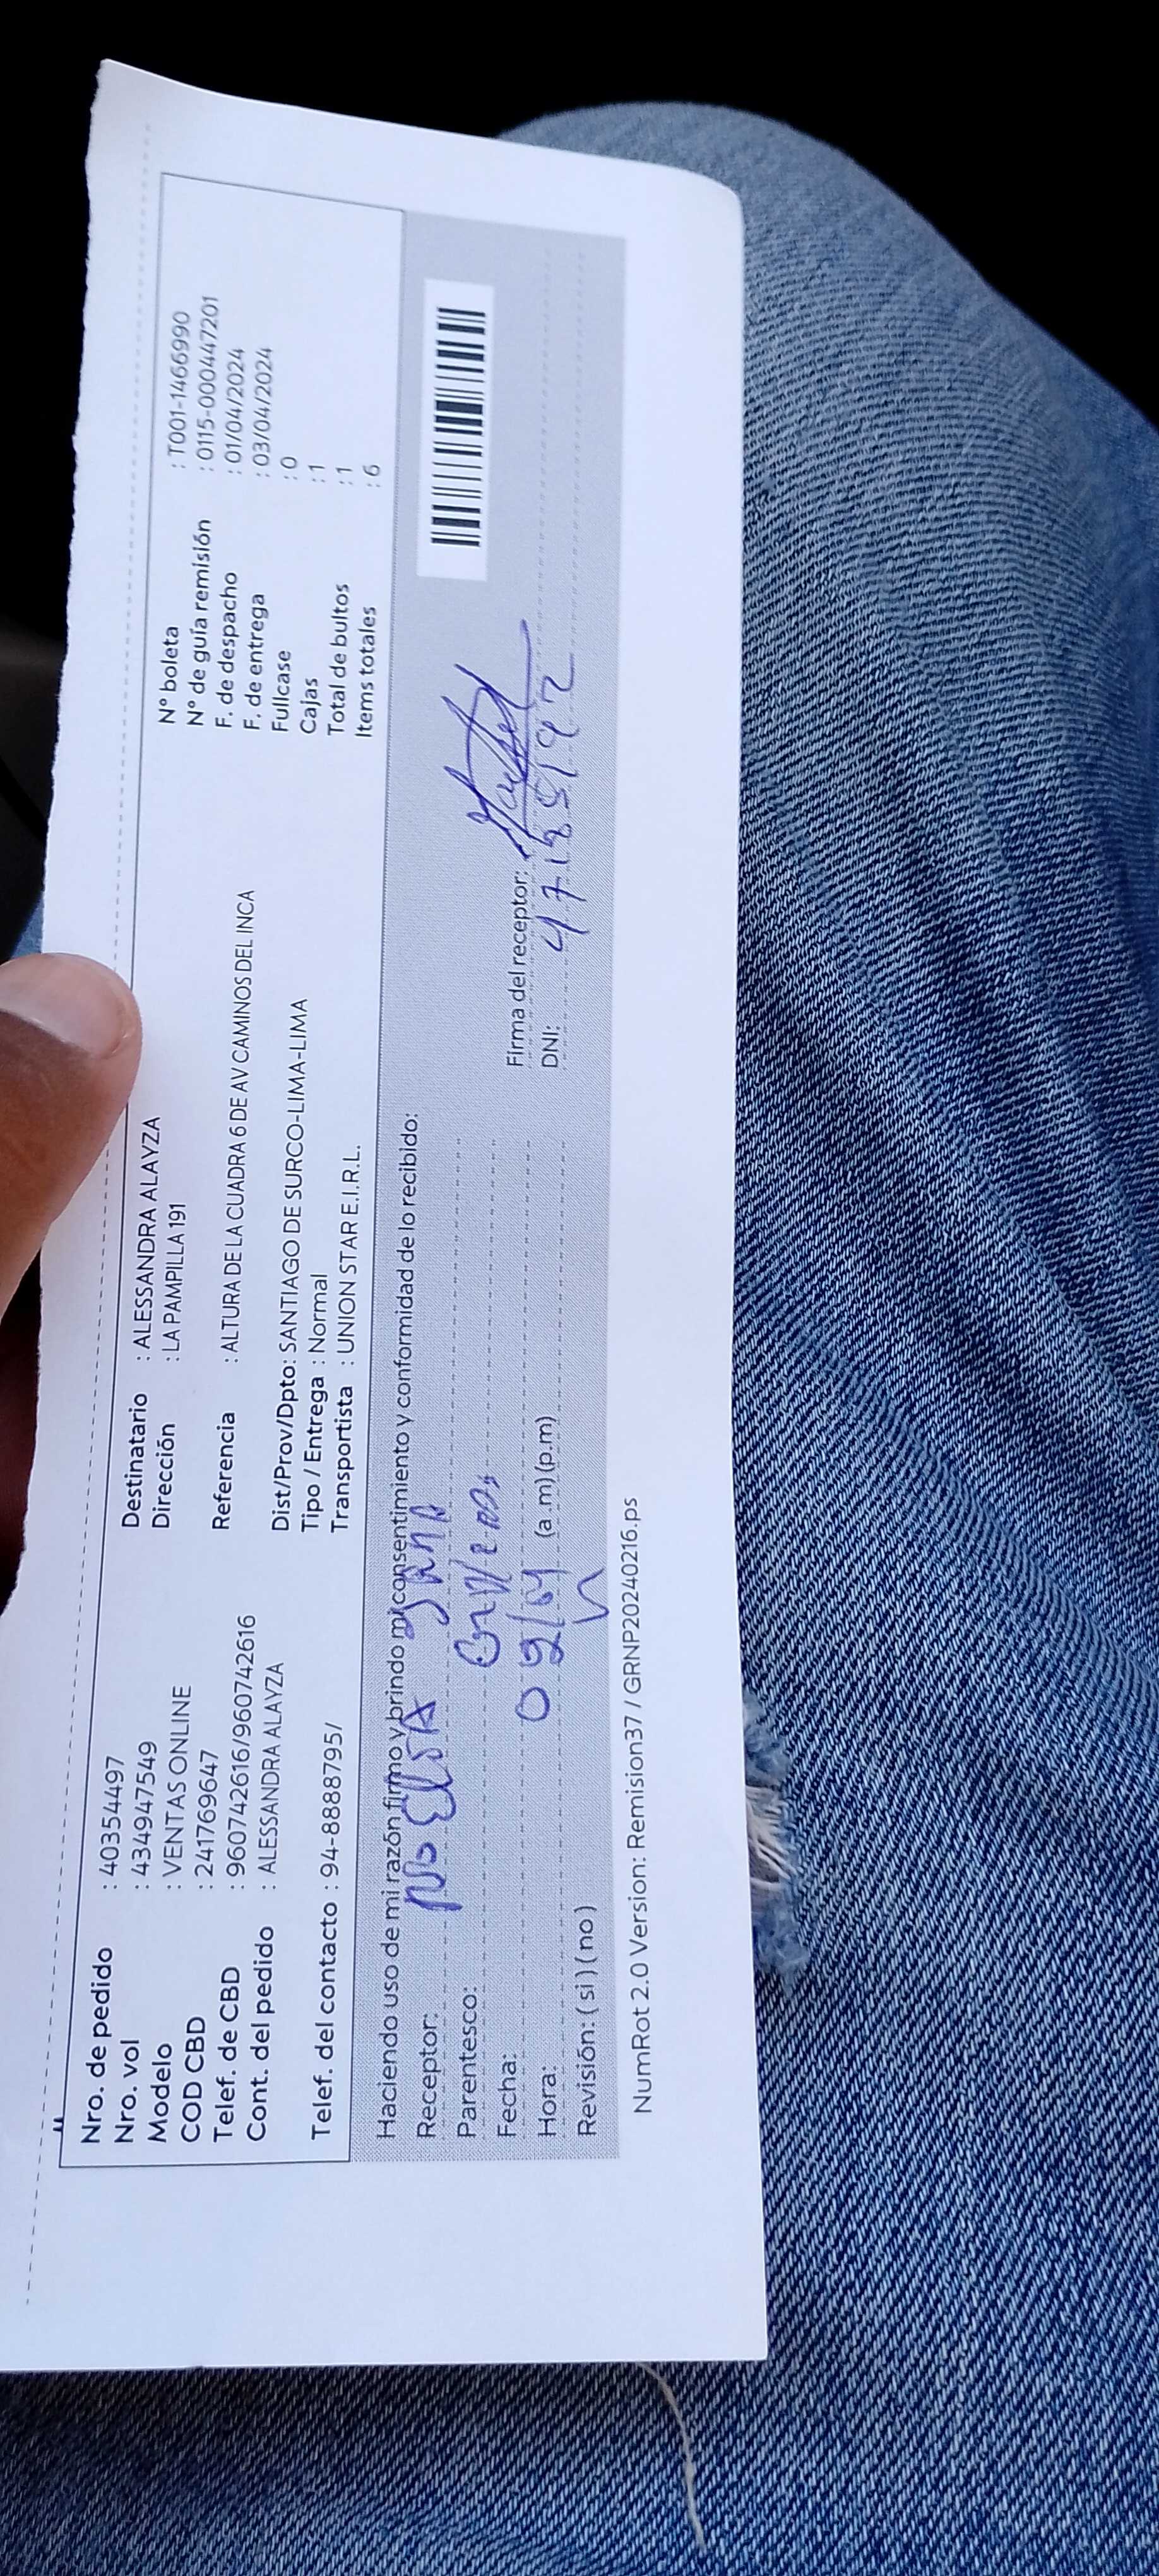 Nro. de pedido : 40354497
Nro. vol : 434947549
Modelo : VENTAS ONLINE
COD CBD : 241769647
Telef. de CBD : 960742616/960742616
Cont. del pedido : ALESSANDRA ALAYZA
Telef. del contacto : 94-8888795/
Destinatario : ALESSANDRA ALAYZA
Dirección : LA PAMPILLA 191
Referencia : ALTURA DE LA CUADRA 6 DE AV CAMINOS DEL INCA
Dist/Prov/Dpto: SANTIAGO DE SURCO-LIMA-LIMA
Tipo / Entrega : Normal
Transportista : UNION STAR E.I.R.L.
N° boleta : T001-1466990
N° de guía remisión : 0115-000447201
F. de despacho : 01/04/2024
F. de entrega : 03/04/2024
Fullcase : 0
Cajas : 1
Total de bultos : 1
Items totales : 6
Haciendo uso de mi razón firmo y brindo mi consentimiento y conformidad de lo recibido:
Receptor:
Parentesco:
Fecha:
Hora: (a .m) (p.m)
Revisión: ( si ) ( no )
Firma del receptor:
DNI:
NumRot 2.0 Version: Remision37 / GRNP20240216.ps